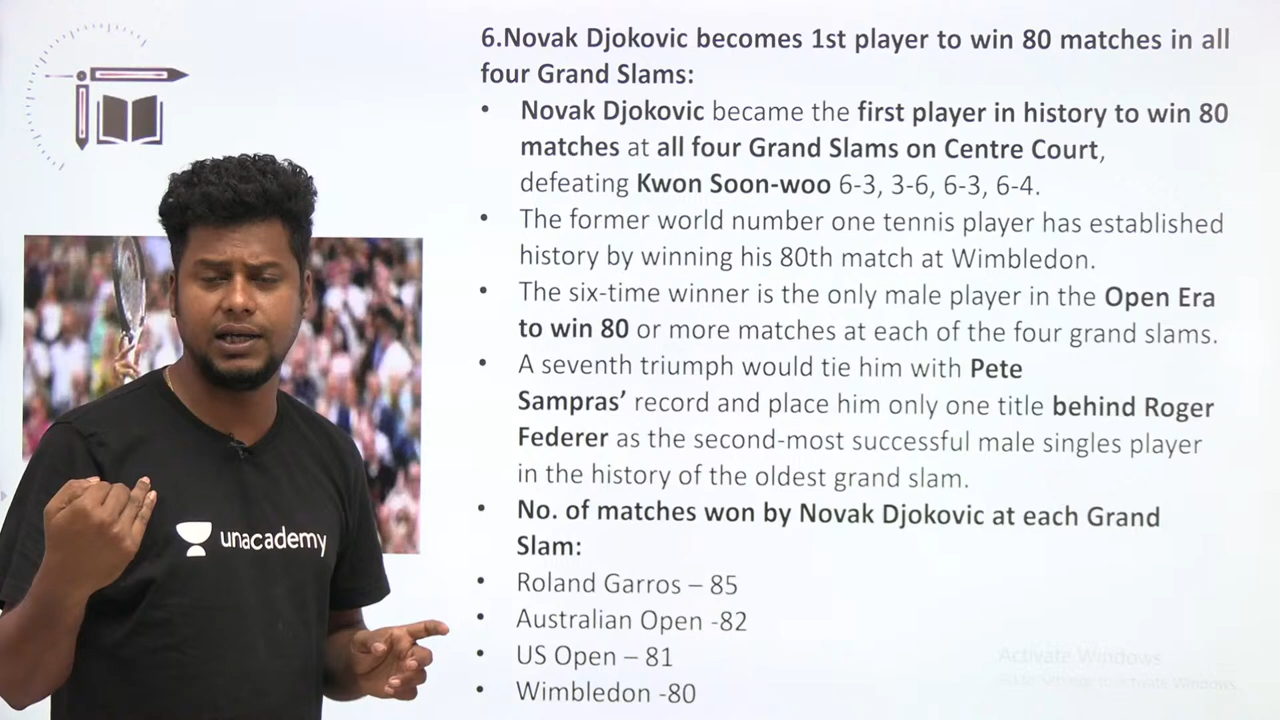 6.Novak Djokovic becomes 1st player to win 80 matches in all
four Grand Slams:
• Novak Djokovic became the first player in history to win 80
matches at all four Grand Slams on Centre Court,
defeating Kwon Soon-woo 6-3, 3-6, 6-3, 6-4.
• The former world number one tennis player has established
history by winning his 80th match at Wimbledon.
• The six-time winner is the only male player in the Open Era
to win 80 or more matches at each of the four grand slams.
• A seventh triumph would tie him with Pete
Sampras’ record and place him only one title behind Roger
Federer as the second-most successful male singles player
in the history of the oldest grand slam.
• No. of matches won by Novak Djokovic at each Grand
Slam:
• Roland Garros – 85
• Australian Open -82
• US Open – 81
• Wimbledon -80
unacademy
Activate Windows
Go to Settings to activate Windows.